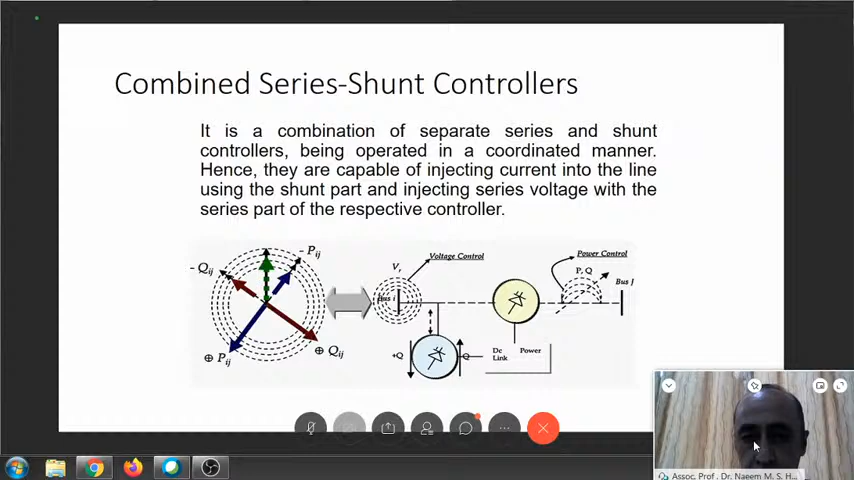 Combined Series-Shunt Controllers
It is a combination of separate series and shunt
controllers, being operated in a coordinated manner.
Hence, they are capable of injecting current into the line
using the shunt part and injecting series voltage with the
series part of the respective controller.
- Pij
- Qij
⊕ Pij
⊕ Qij
Vr
Voltage Control
Bus i
Power Control
P, Q
Bus J
+Q
-Q
Dc
Link
Power
Assoc. Prof. Dr. Naeem M. S. H...